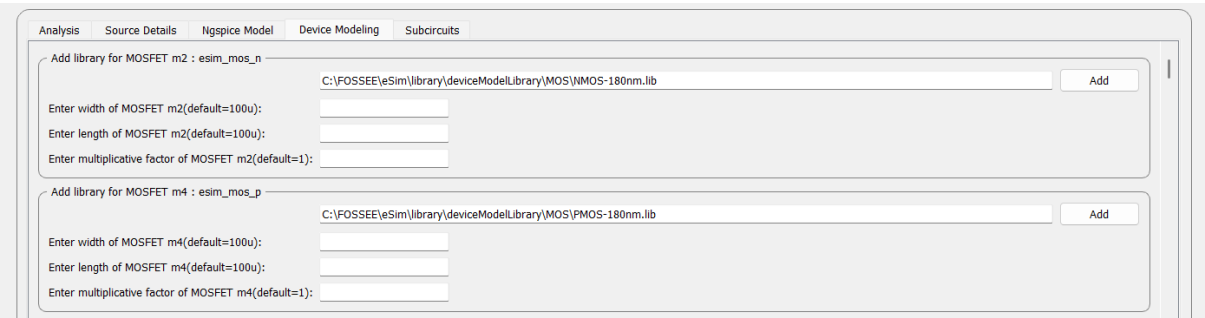 Analysis Source Details Ngspice Model Device Modeling Subcircuits
Add library for MOSFET m2 : esim_mos_n
C:\FOSSEE\eSim\library\deviceModelLibrary\MOS\NMOS-180nm.lib Add
Enter width of MOSFET m2(default=100u):
Enter length of MOSFET m2(default=100u):
Enter multiplicative factor of MOSFET m2(default=1):
Add library for MOSFET m4 : esim_mos_p
C:\FOSSEE\eSim\library\deviceModelLibrary\MOS\PMOS-180nm.lib Add
Enter width of MOSFET m4(default=100u):
Enter length of MOSFET m4(default=100u):
Enter multiplicative factor of MOSFET m4(default=1):